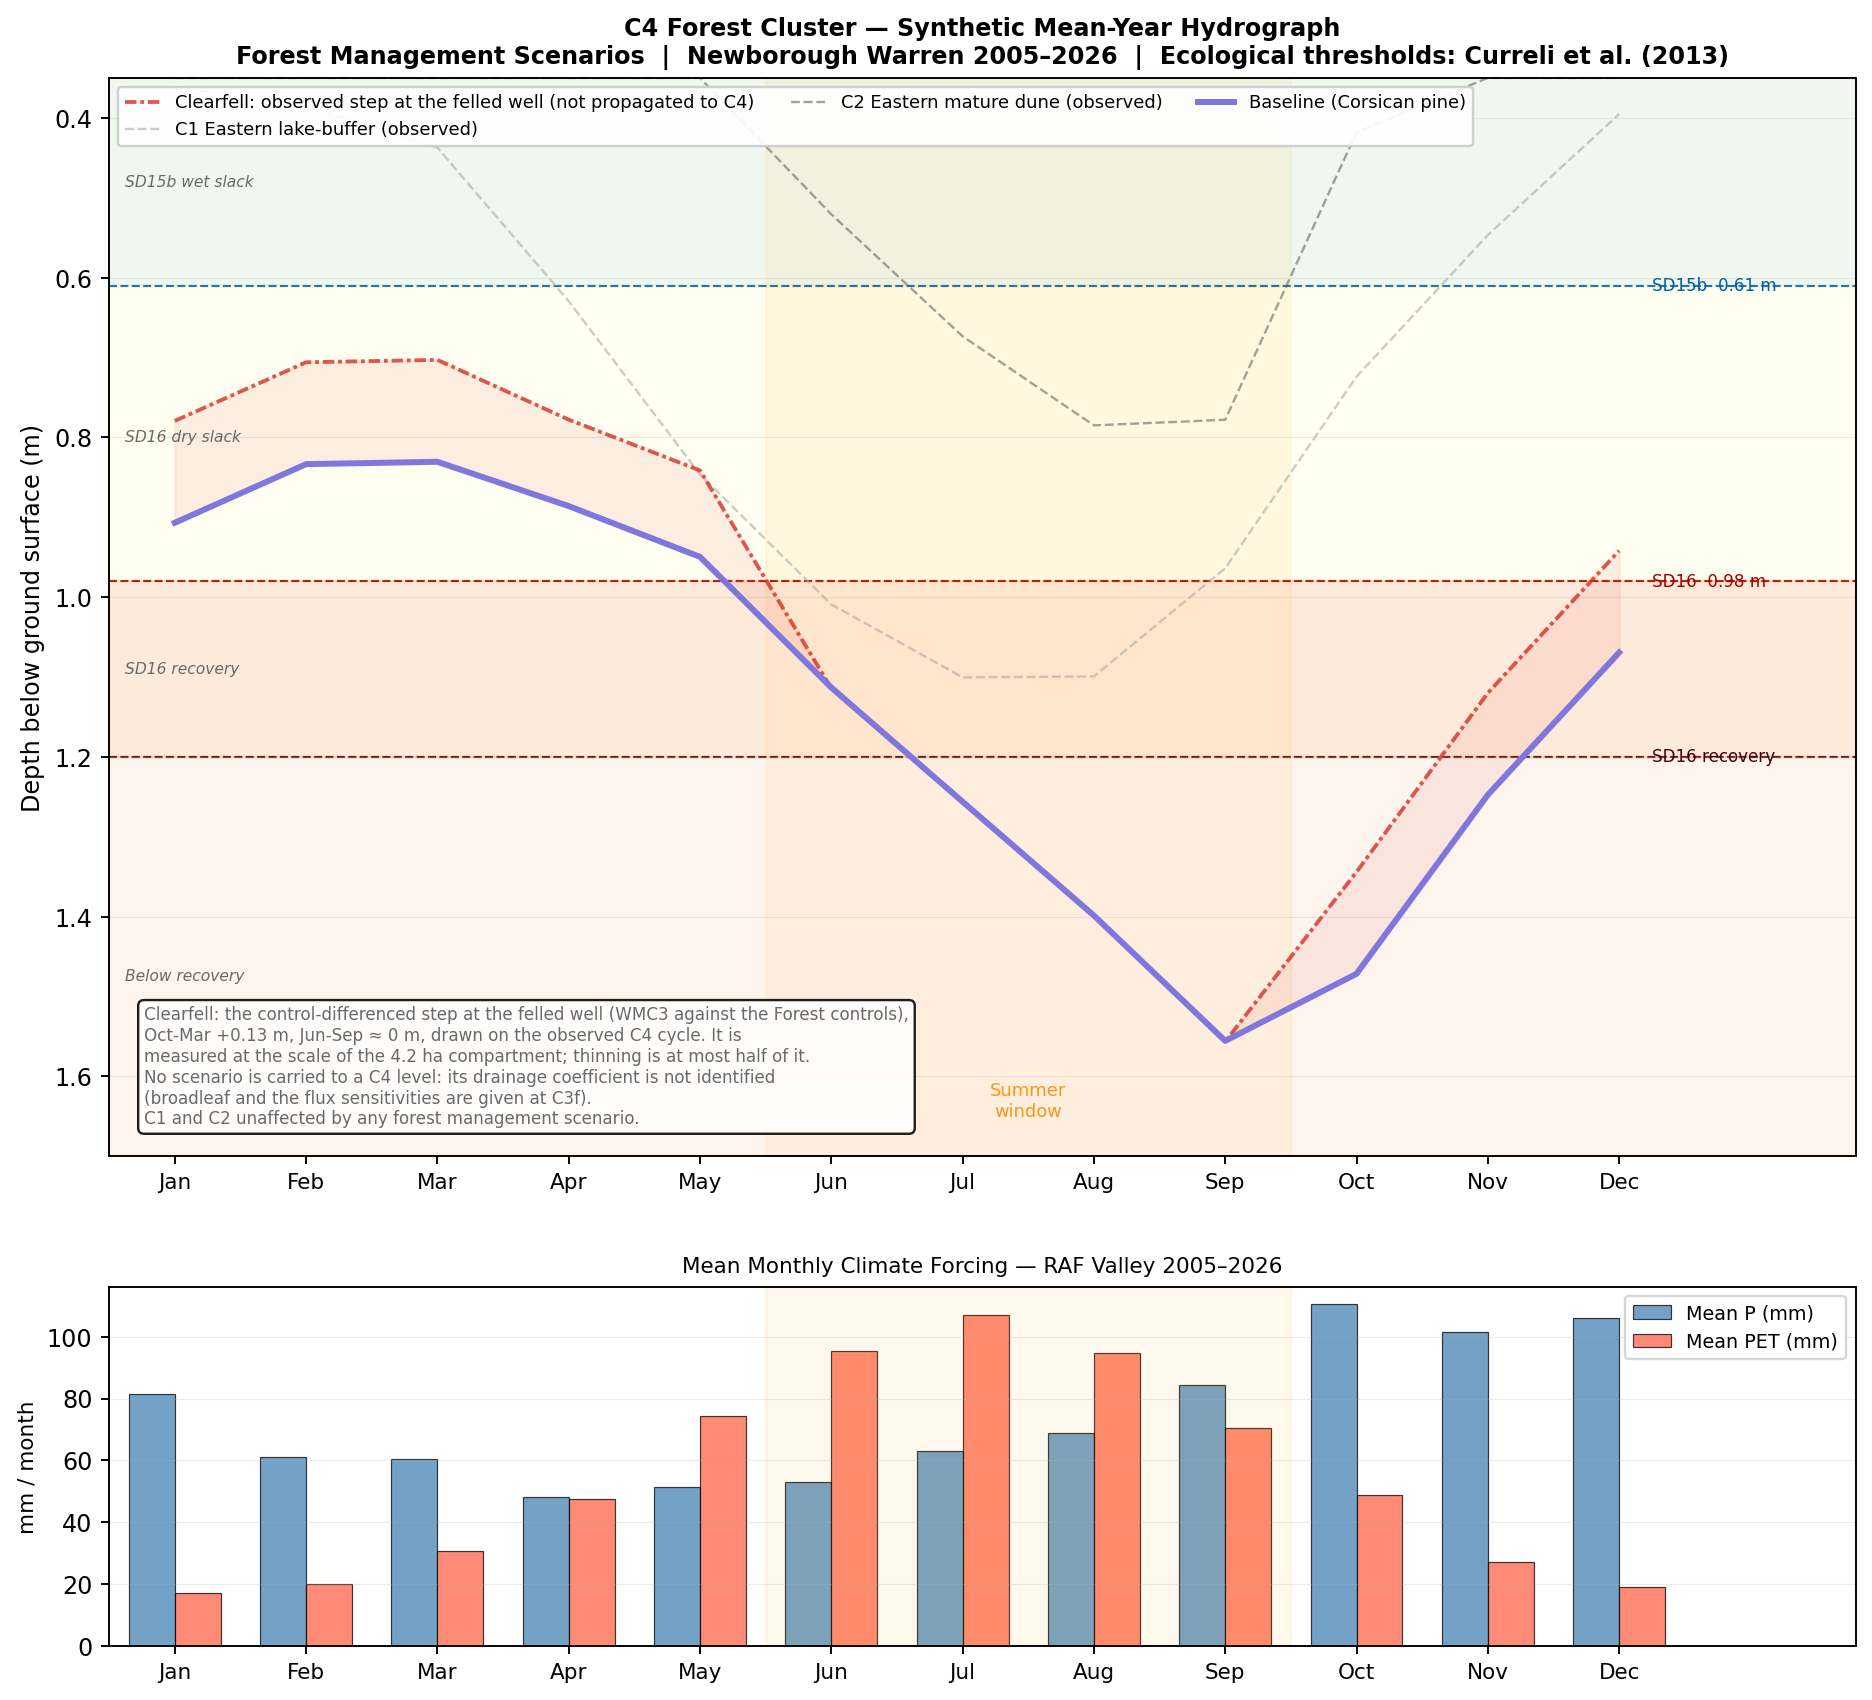 C4 Forest Cluster — Synthetic Mean-Year Hydrograph
Forest Management Scenarios | Newborough Warren 2005–2026 | Ecological thresholds: Curreli et al. (2013)
Clearfell: observed step at the felled well (not propagated to C4)
C1 Eastern lake-buffer (observed)
C2 Eastern mature dune (observed)
Baseline (Corsican pine)
Depth below ground surface (m)
0.4
0.6
0.8
1.0
1.2
1.4
1.6
SD15b wet slack
SD15b 0.61 m
SD16 dry slack
SD16 0.98 m
SD16 recovery
SD16 recovery
Below recovery
Clearfell: the control-differenced step at the felled well (WMC3 against the Forest controls),
Oct-Mar +0.13 m, Jun-Sep ≈ 0 m, drawn on the observed C4 cycle. It is
measured at the scale of the 4.2 ha compartment; thinning is at most half of it.
No scenario is carried to a C4 level: its drainage coefficient is not identified
(broadleaf and the flux sensitivities are given at C3f).
C1 and C2 unaffected by any forest management scenario.
Summer
window
Jan Feb Mar Apr May Jun Jul Aug Sep Oct Nov Dec
Mean Monthly Climate Forcing — RAF Valley 2005–2026
Mean P (mm)
Mean PET (mm)
mm / month
100
80
60
40
20
0
Jan Feb Mar Apr May Jun Jul Aug Sep Oct Nov Dec